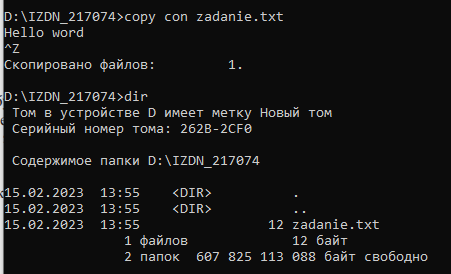 D:\IZDN_217074>copy con zadanie.txt
Hello word
^Z
Скопировано файлов:         1.

D:\IZDN_217074>dir
 Том в устройстве D имеет метку Новый том
 Серийный номер тома: 262B-2CF0

 Содержимое папки D:\IZDN_217074

15.02.2023  13:55    <DIR>          .
15.02.2023  13:55    <DIR>          ..
15.02.2023  13:55                12 zadanie.txt
               1 файлов             12 байт
               2 папок  607 825 113 088 байт свободно